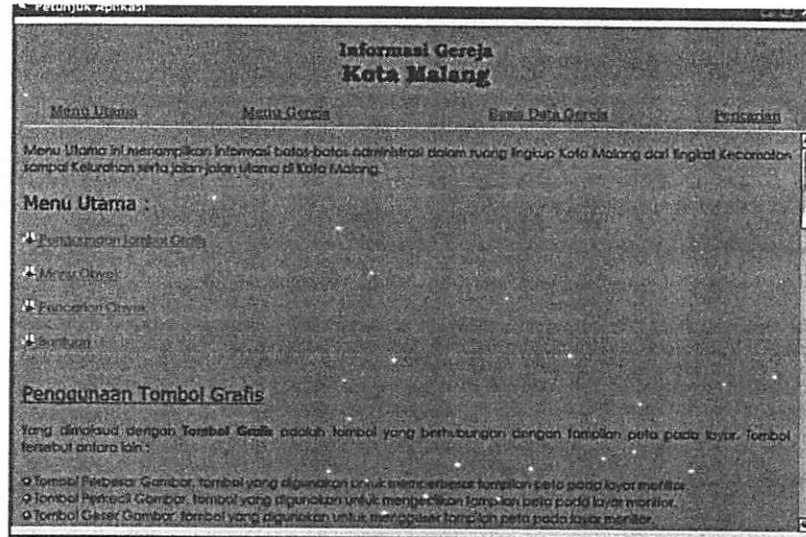 Petunjuk Aplikasi
Informasi Gereja
Kota Malang
Menu Utama Menu Gereja Basis Data Gereja Pencarian
Menu Utama ini menampilkan informasi batas-batas administrasi dalam ruang lingkup Kota Malang dari tingkat Kecamatan
sampai Kelurahan serta jalan-jalan utama di Kota Malang.
Menu Utama :
Penggunaan Tombol Grafis
Menu Obyek
Pencarian Obyek
Bantuan
Penggunaan Tombol Grafis
Yang dimaksud dengan Tombol Grafis adalah tombol yang berhubungan dengan tampilan peta pada layar. Tombol
tersebut antara lain :
Tombol Perbesar Gambar, tombol yang digunakan untuk memperbesar tampilan peta pada layar monitor.
Tombol Perkecil Gambar, tombol yang digunakan untuk mengecilkan tampilan peta pada layar monitor.
Tombol Geser Gambar, tombol yang digunakan untuk menggeser tampilan peta pada layar monitor.